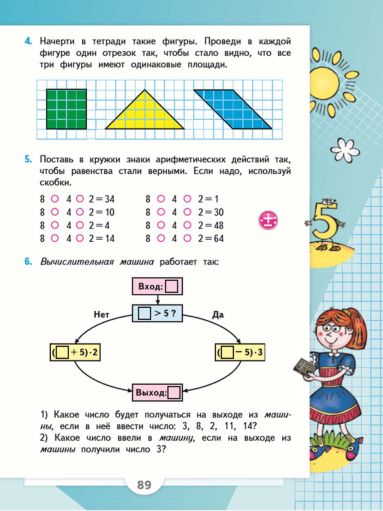 4. Начерти в тетради такие фигуры. Проведи в каждой
фигуре один отрезок так, чтобы стало видно, что все
три фигуры имеют одинаковые площади.
5. Поставь в кружки знаки арифметических действий так,
чтобы равенства стали верными. Если надо, используй
скобки.
8 ○ 4 ○ 2 = 34 8 ○ 4 ○ 2 = 1
8 ○ 4 ○ 2 = 10 8 ○ 4 ○ 2 = 30
8 ○ 4 ○ 2 = 4 8 ○ 4 ○ 2 = 48
8 ○ 4 ○ 2 = 14 8 ○ 4 ○ 2 = 64
5
6. Вычислительная машина работает так:
Вход: □
Нет □ > 5 ? Да
(□ + 5) · 2 (□ − 5) · 3
Выход: □
1) Какое число будет получаться на выходе из маши-
ны, если в неё ввести число: 3, 8, 2, 11, 14?
2) Какое число ввели в машину, если на выходе из
машины получили число 3?
89